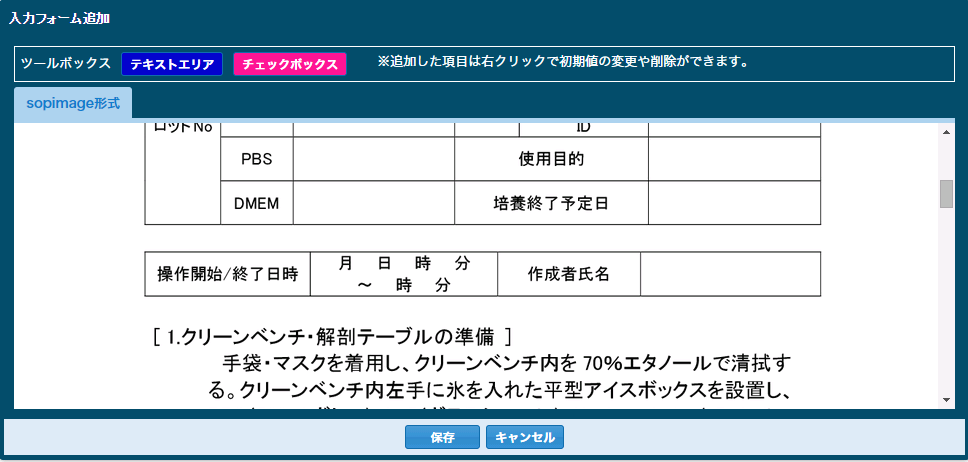 入力フォーム追加
ツールボックス テキストエリア チェックボックス ※追加した項目は右クリックで初期値の変更や削除ができます。
sopimage形式
ロットNo ID
PBS 使用目的
DMEM 培養終了予定日
操作開始/終了日時 月 日 時 分 作成者氏名
～ 時 分
[ 1.クリーンベンチ・解剖テーブルの準備 ]
手袋・マスクを着用し、クリーンベンチ内を 70%エタノールで清拭す
る。クリーンベンチ内左手に氷を入れた平型アイスボックスを設置し、
保存 キャンセル